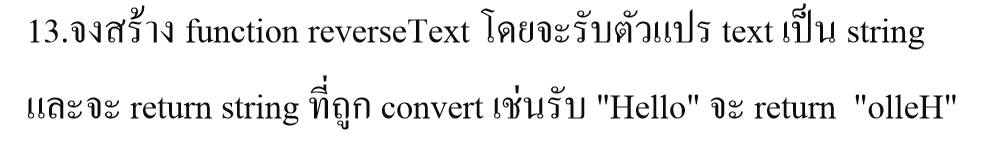 13.จงสร้าง function reverseText โดยจะรับตัวแปร text เป็น string
และจะ return string ที่ถูก convert เช่นรับ "Hello" จะ return "olleH"